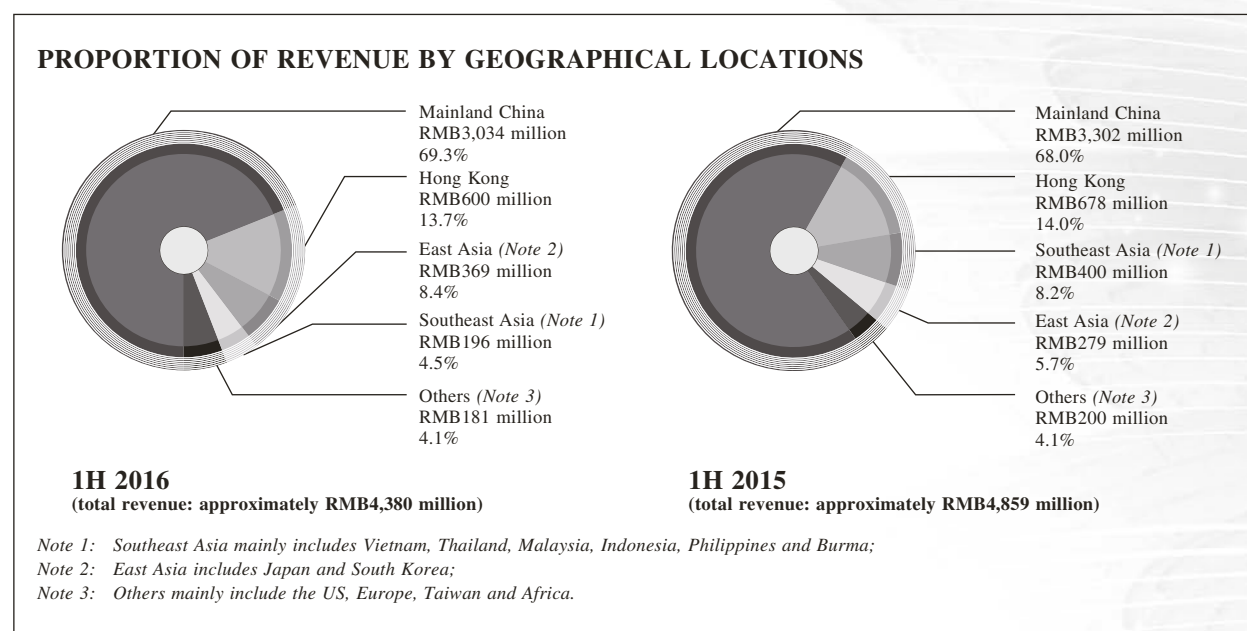 PROPORTION OF REVENUE BY GEOGRAPHICAL LOCATIONS
Mainland China
RMB3,034 million
69.3%
Hong Kong
RMB600 million
13.7%
East Asia (Note 2)
RMB369 million
8.4%
Southeast Asia (Note 1)
RMB196 million
4.5%
Others (Note 3)
RMB181 million
4.1%
1H 2016
(total revenue: approximately RMB4,380 million)
Mainland China
RMB3,302 million
68.0%
Hong Kong
RMB678 million
14.0%
Southeast Asia (Note 1)
RMB400 million
8.2%
East Asia (Note 2)
RMB279 million
5.7%
Others (Note 3)
RMB200 million
4.1%
1H 2015
(total revenue: approximately RMB4,859 million)
Note 1: Southeast Asia mainly includes Vietnam, Thailand, Malaysia, Indonesia, Philippines and Burma;
Note 2: East Asia includes Japan and South Korea;
Note 3: Others mainly include the US, Europe, Taiwan and Africa.